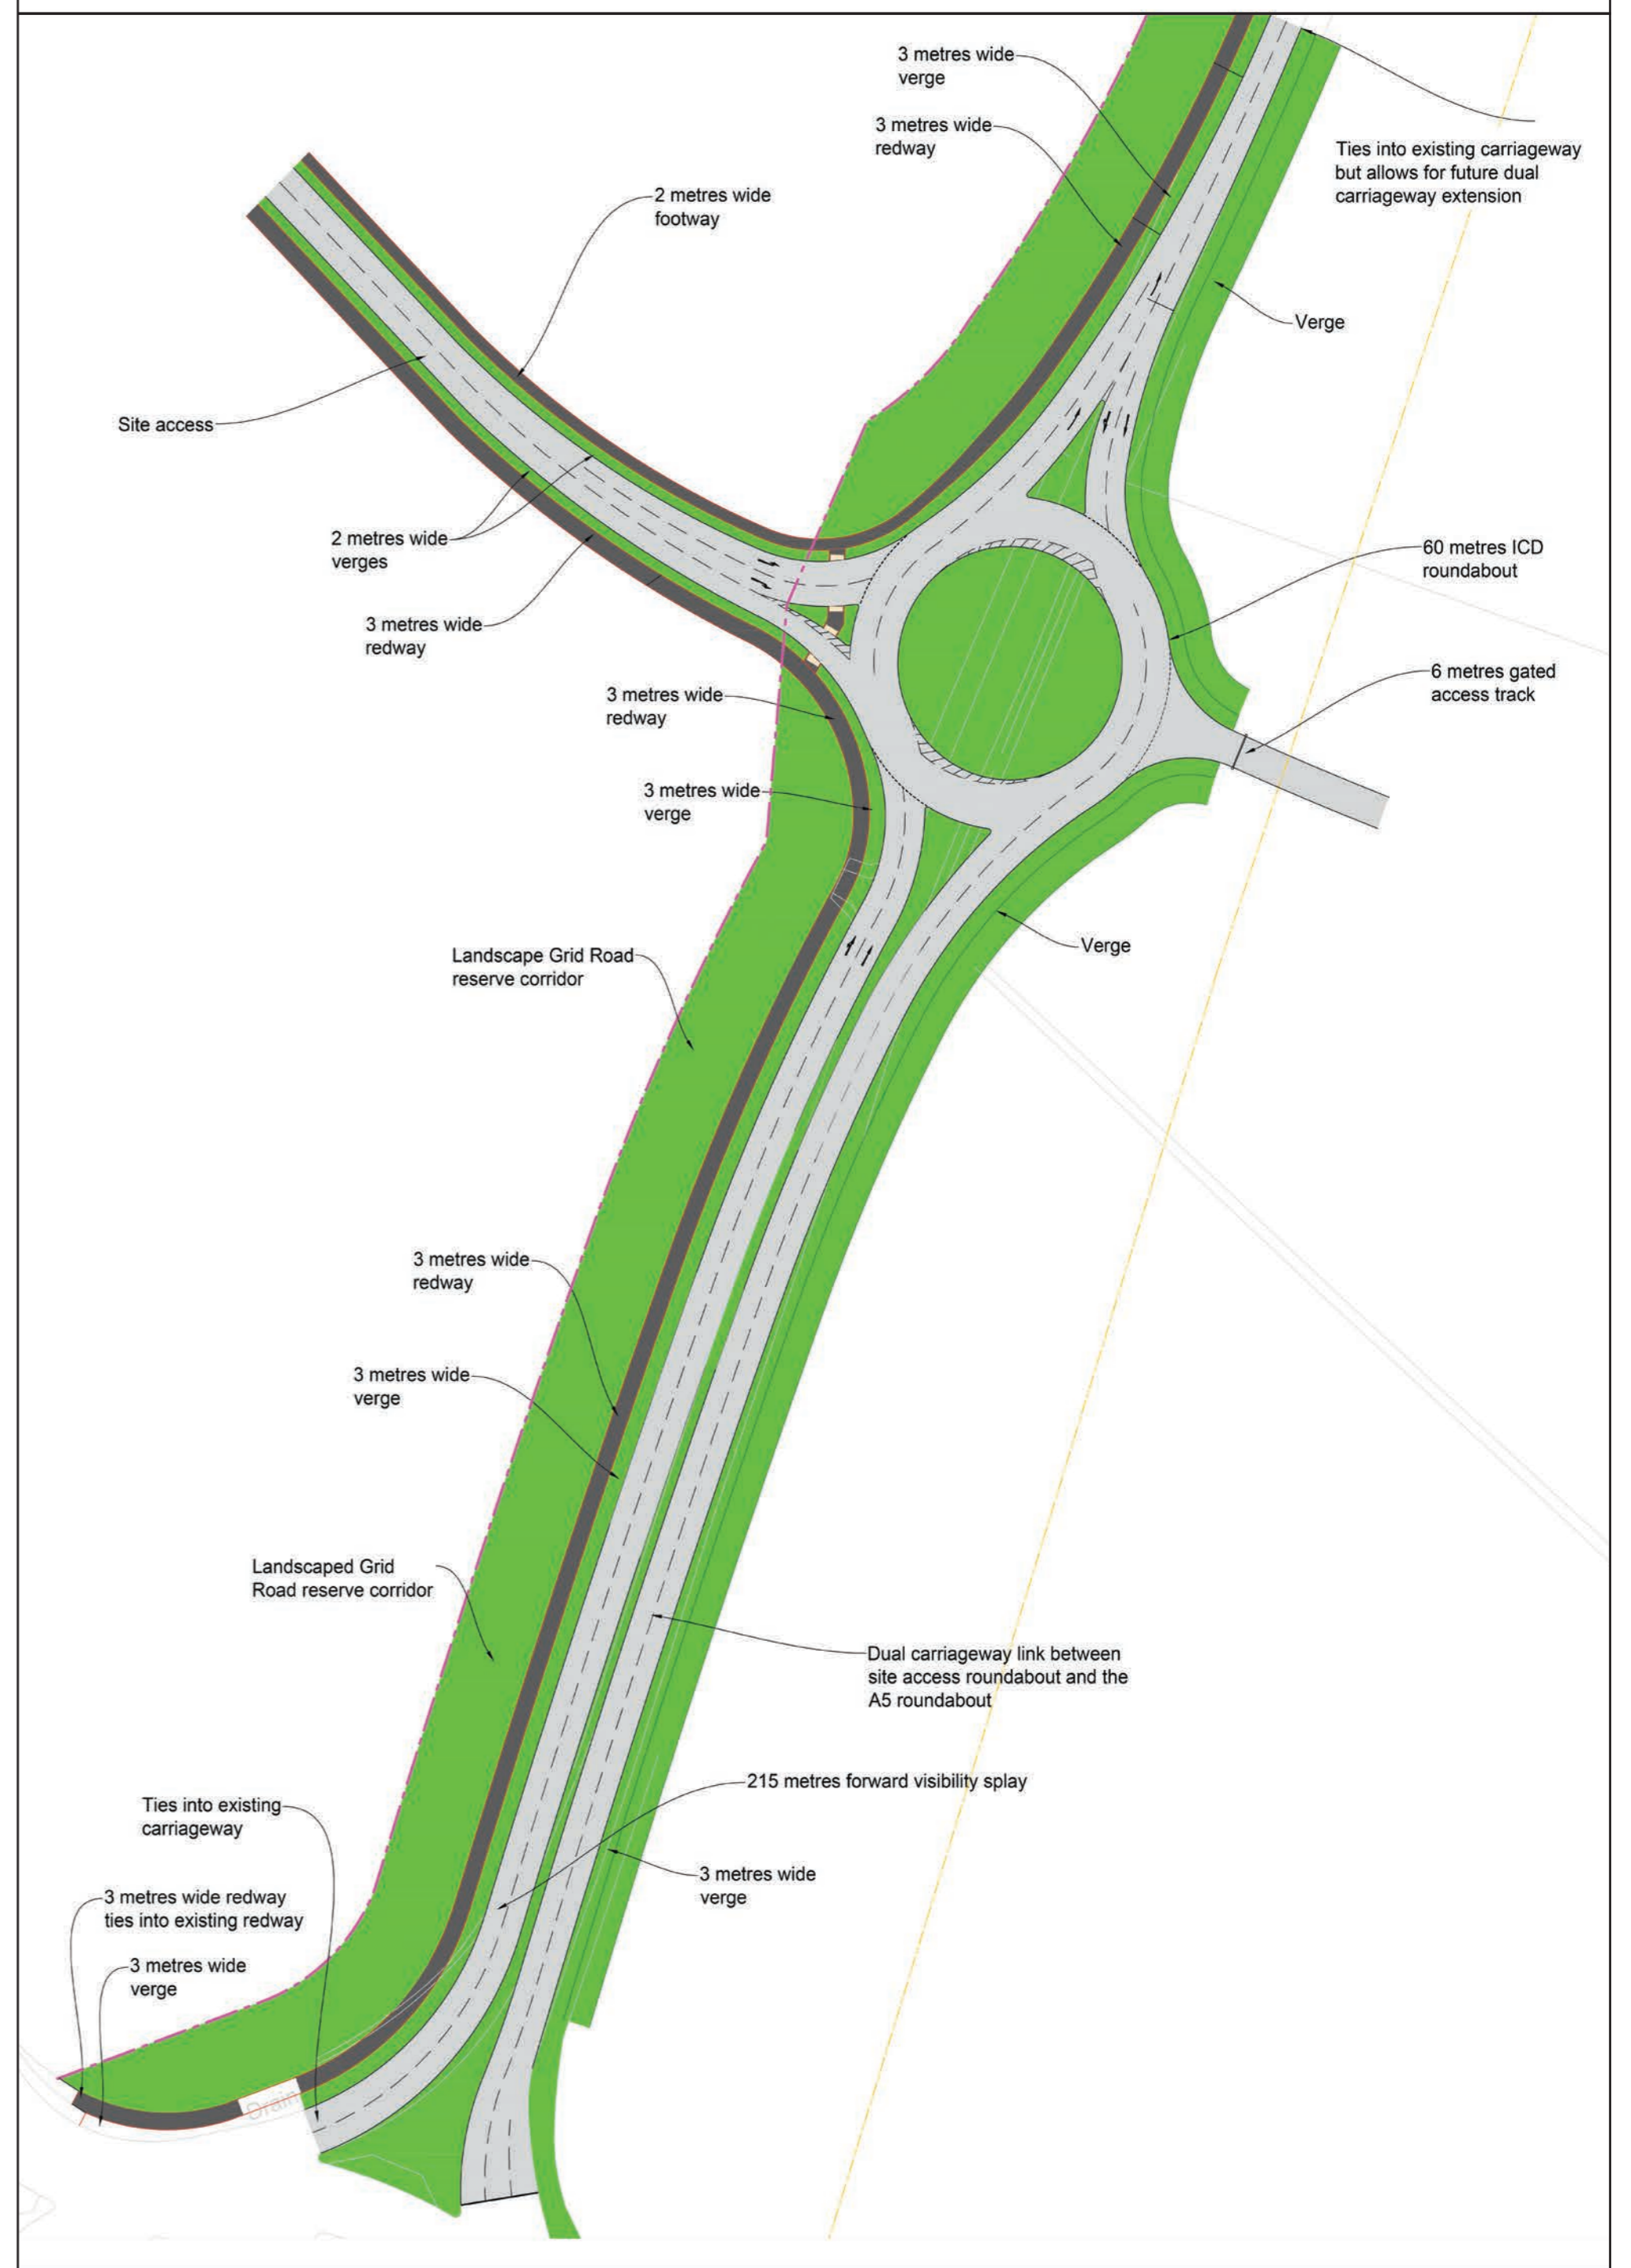 3 metres wide
verge
3 metres wide
redway
Ties into existing carriageway
but allows for future dual
carriageway extension
2 metres wide
footway
Verge
Site access
2 metres wide
verges
60 metres ICD
roundabout
3 metres wide
redway
6 metres gated
access track
3 metres wide
redway
3 metres wide
verge
Verge
Landscape Grid Road
reserve corridor
3 metres wide
redway
3 metres wide
verge
Landscaped Grid
Road reserve corridor
Dual carriageway link between
site access roundabout and the
A5 roundabout
215 metres forward visibility splay
Ties into existing
carriageway
3 metres wide
verge
3 metres wide redway
ties into existing redway
3 metres wide
verge
Drain